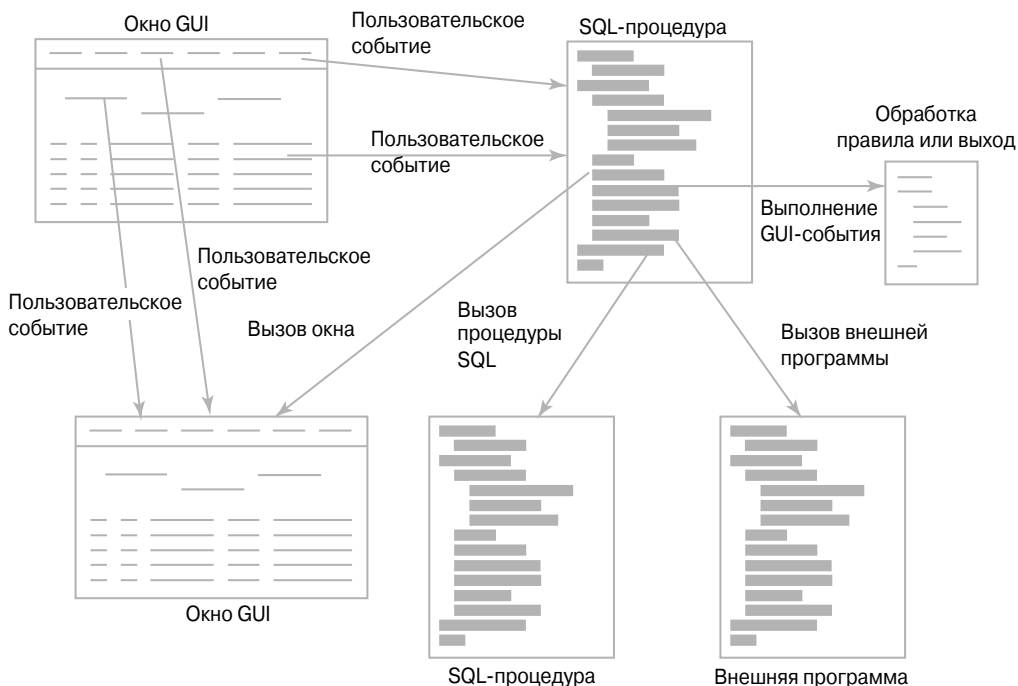 Окно GUI
Пользовательское
событие
SQL-процедура
Обработка
правила или выход
Пользовательское
событие
Выполнение
GUI-события
Пользовательское
событие
Пользовательское
событие
Вызов окна
Вызов
процедуры
SQL
Вызов внешней
программы
Окно GUI
SQL-процедура
Внешняя программа